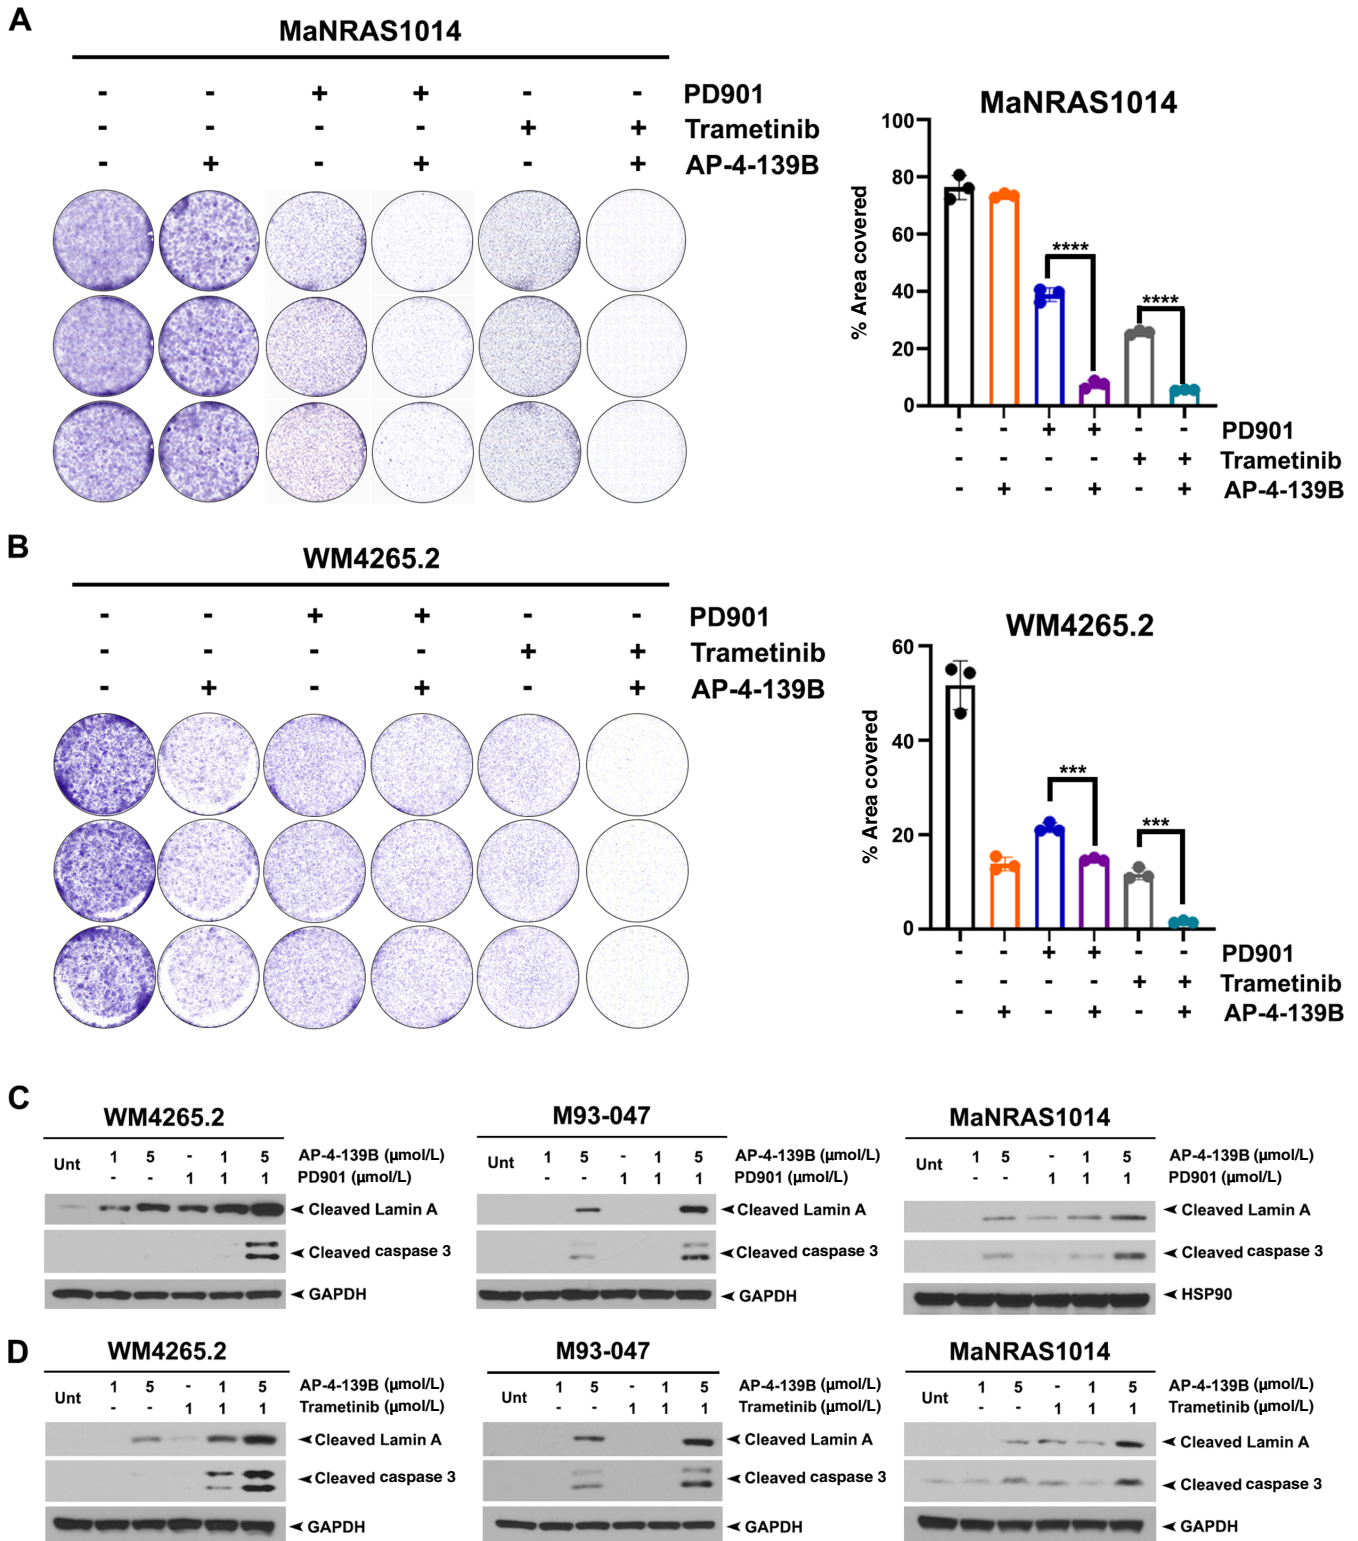 A
MaNRAS1014
- - + + - - PD901
- - - - + + Trametinib
- + - + - + AP-4-139B
MaNRAS1014
% Area covered
100
80
60
40
20
0
****
****
- - + + - - PD901
- - - - + + Trametinib
- + - + - + AP-4-139B
B
WM4265.2
- - + + - - PD901
- - - - + + Trametinib
- + - + - + AP-4-139B
WM4265.2
% Area covered
60
40
20
0
***
***
- - + + - - PD901
- - - - + + Trametinib
- + - + - + AP-4-139B
C
WM4265.2
Unt 1 5 - 1 5 AP-4-139B (µmol/L)
- - 1 1 1 PD901 (µmol/L)
Cleaved Lamin A
Cleaved caspase 3
GAPDH
M93-047
Unt 1 5 - 1 5 AP-4-139B (µmol/L)
- - 1 1 1 PD901 (µmol/L)
Cleaved Lamin A
Cleaved caspase 3
GAPDH
MaNRAS1014
Unt 1 5 - 1 5 AP-4-139B (µmol/L)
- - 1 1 1 PD901 (µmol/L)
Cleaved Lamin A
Cleaved caspase 3
HSP90
D
WM4265.2
Unt 1 5 - 1 5 AP-4-139B (µmol/L)
- - 1 1 1 Trametinib (µmol/L)
Cleaved Lamin A
Cleaved caspase 3
GAPDH
M93-047
Unt 1 5 - 1 5 AP-4-139B (µmol/L)
- - 1 1 1 Trametinib (µmol/L)
Cleaved Lamin A
Cleaved caspase 3
GAPDH
MaNRAS1014
Unt 1 5 - 1 5 AP-4-139B (µmol/L)
- - 1 1 1 Trametinib (µmol/L)
Cleaved Lamin A
Cleaved caspase 3
GAPDH